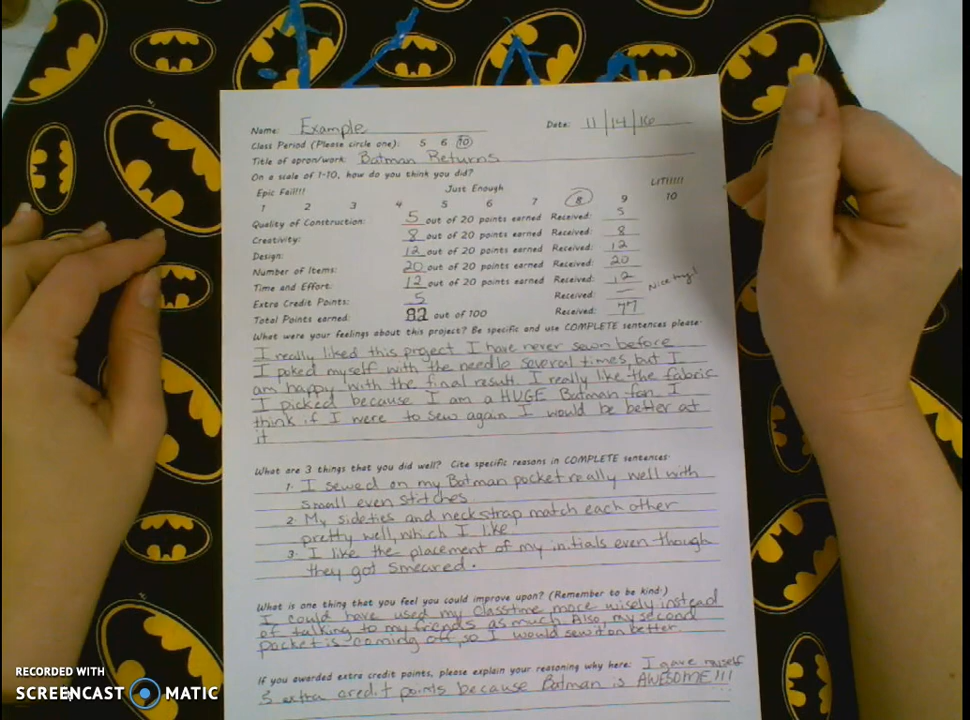 Name: Example Date: 11/14/16
Class Period (Please circle one): 5 6 10
Title of apron/work: Batman Returns
On a scale of 1-10, how do you think you did?
Epic Fail!!! Just Enough LIT!!!!!
1 2 3 4 5 6 7 8 9 10
Quality of Construction: 5 out of 20 points earned Received: 5
Creativity: 8 out of 20 points earned Received: 8
Design: 12 out of 20 points earned Received: 12
Number of Items: 20 out of 20 points earned Received: 20
Time and Effort: 12 out of 20 points earned Received: 12
Extra Credit Points: 5 Received: — Nice try!
Total Points earned: 82 out of 100 Received: 77
What were your feelings about this project? Be specific and use COMPLETE sentences please:
I really liked this project I have never sewn before
I poked myself with the needle several times, but I
am happy with the final result. I really like the fabric
I picked because I am a HUGE Batman fan. I
think if I were to sew again I would be better at
it
What are 3 things that you did well? Cite specific reasons in COMPLETE sentences:
1. I sewed on my Batman pocket really well with
small even stitches
2. My side ties and neckstrap match each other
pretty well, which I like
3. I like the placement of my initials even though
they got smeared.
What is one thing that you feel you could improve upon? (Remember to be kind:)
I could have used my classtime more wisely instead
of talking to my friends as much. Also, my second
pocket is coming off, so I would sew it on better.
If you awarded extra credit points, please explain your reasoning why here: I gave myself
5 extra credit points because Batman is AWESOME!!!
RECORDED WITH
SCREENCAST MATIC